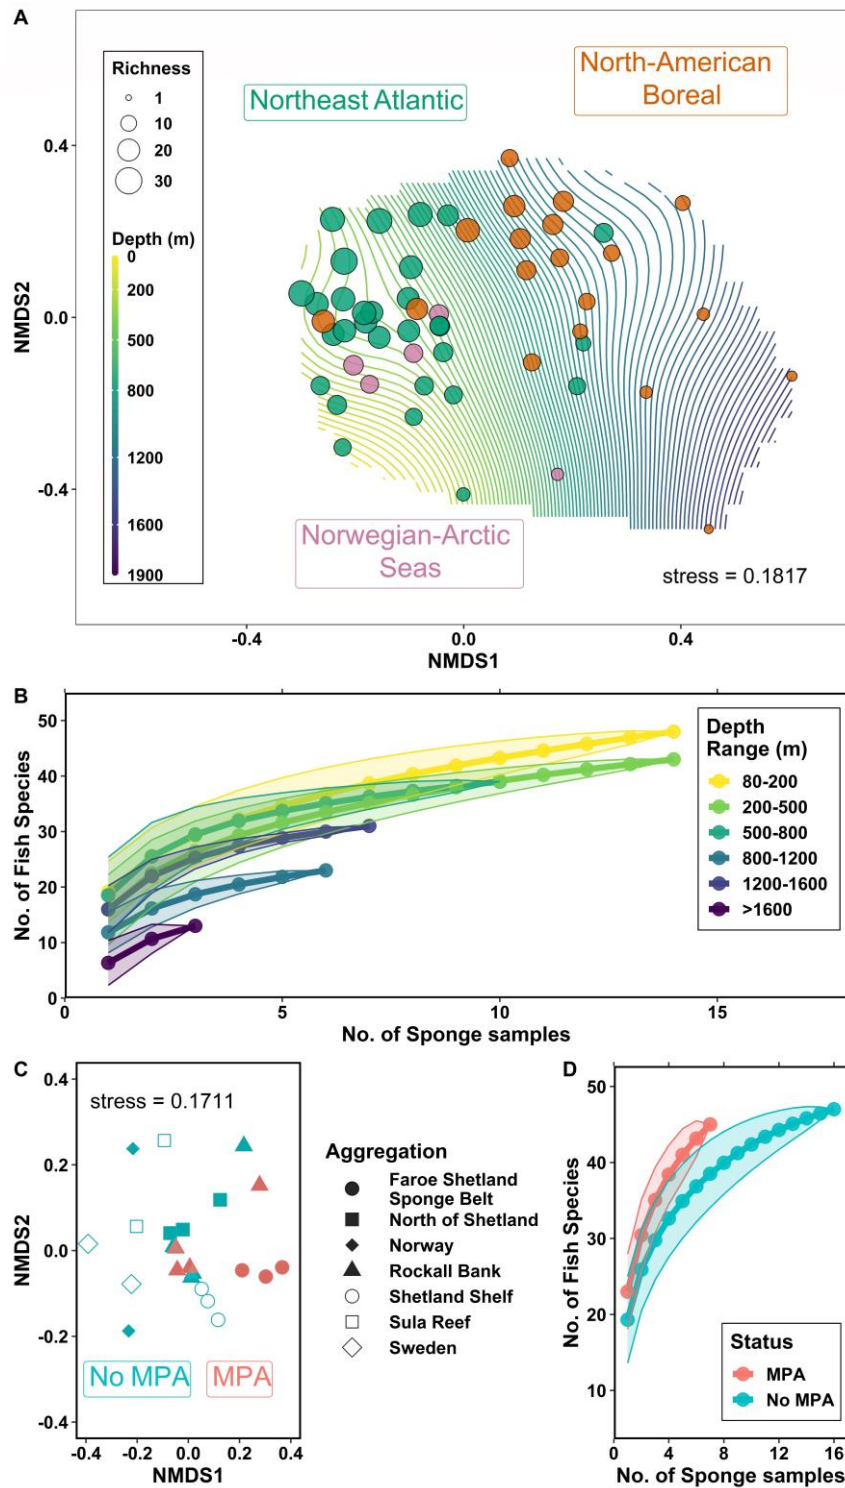 A
Richness
1
10
20
30
Depth (m)
0
200
500
800
1200
1600
1900
Northeast Atlantic
North-American
Boreal
Norwegian-Arctic
Seas
stress = 0.1817
NMDS2
0.4
0.0
-0.4
-0.4
0.0
0.4
NMDS1
B
No. of Fish Species
50
40
30
20
10
0
0
5
10
15
No. of Sponge samples
Depth
Range (m)
80-200
200-500
500-800
800-1200
1200-1600
>1600
C
stress = 0.1711
NMDS2
0.4
0.2
0.0
-0.2
-0.4
No MPA
MPA
-0.4
-0.2
0.0
0.2
0.4
NMDS1
Aggregation
Faroe Shetland
Sponge Belt
North of Shetland
Norway
Rockall Bank
Shetland Shelf
Sula Reef
Sweden
D
No. of Fish Species
50
40
30
20
10
Status
MPA
No MPA
0
4
8
12
16
No. of Sponge samples